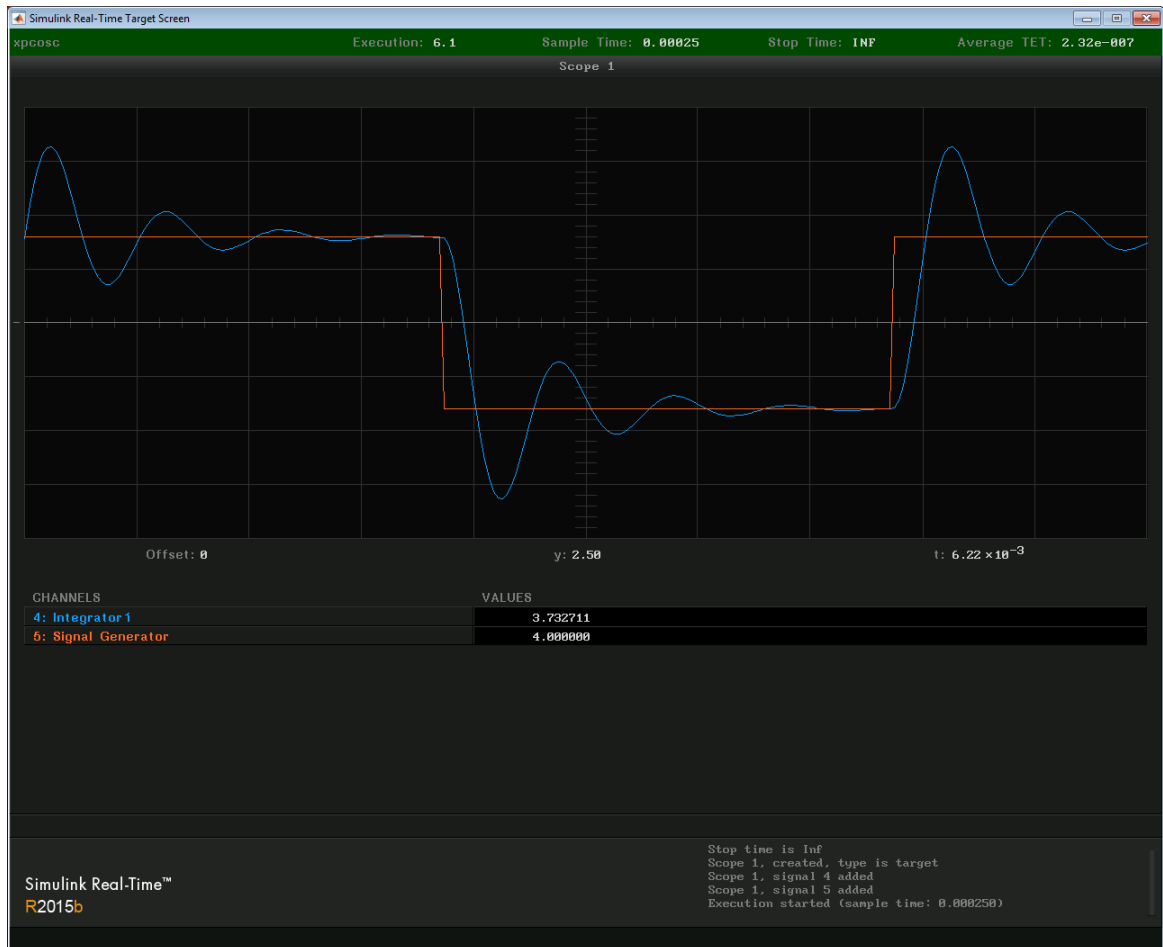 Simulink Real-Time Target Screen
xpcosc Execution: 6.1 Sample Time: 0.00025 Stop Time: INF Average TET: 2.32e-007
Scope 1
Offset: 0 y: 2.50 t: 6.22 ×10⁻³
CHANNELS VALUES
4: Integrator1 3.732711
5: Signal Generator 4.000000
Stop time is Inf
Scope 1, created, type is target
Scope 1, signal 4 added
Scope 1, signal 5 added
Execution started (sample time: 0.000250)
Simulink Real-Time™
R2015b